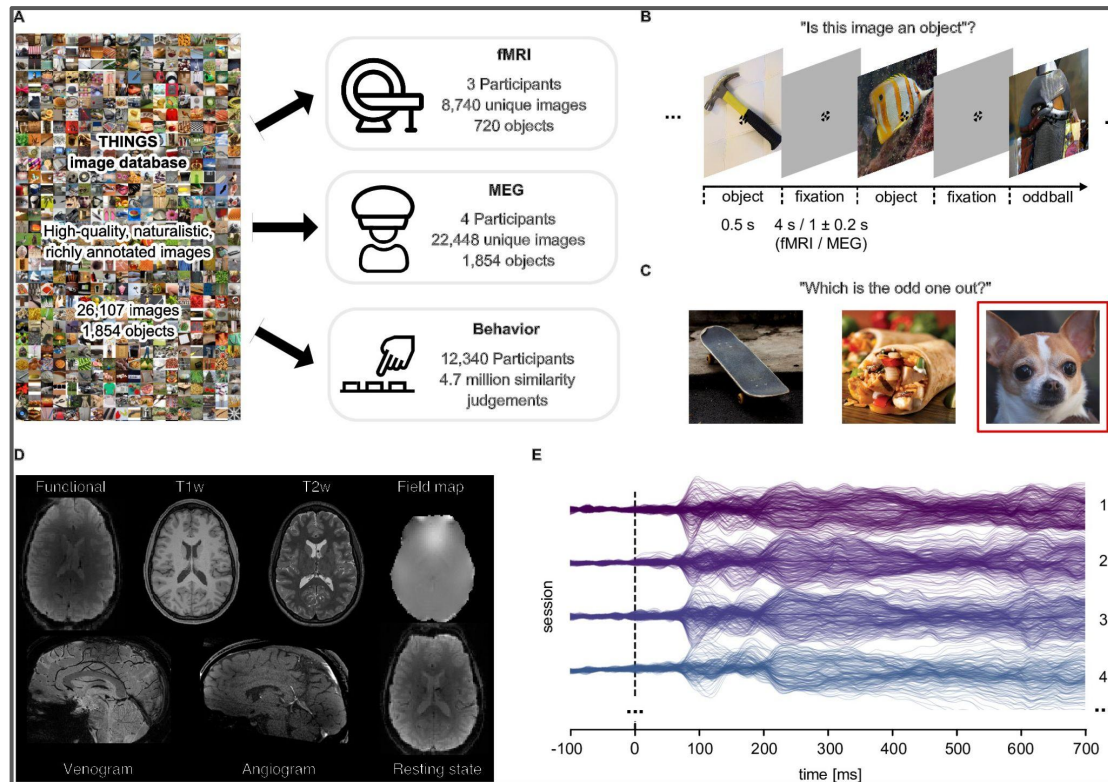 A
THINGS
image database
High-quality, naturalistic,
richly annotated images
26,107 images
1,854 objects
fMRI
3 Participants
8,740 unique images
720 objects
MEG
4 Participants
22,448 unique images
1,854 objects
Behavior
12,340 Participants
4.7 million similarity
judgements
B
"Is this image an object"?
...
object
fixation
object
fixation
oddball
0.5 s
4 s / 1 ± 0.2 s
(fMRI / MEG)
C
"Which is the odd one out?"
D
Functional
T1w
T2w
Field map
Venogram
Angiogram
Resting state
E
session
1
2
3
4
...
...
-100
0
100
200
300
400
500
600
700
time [ms]